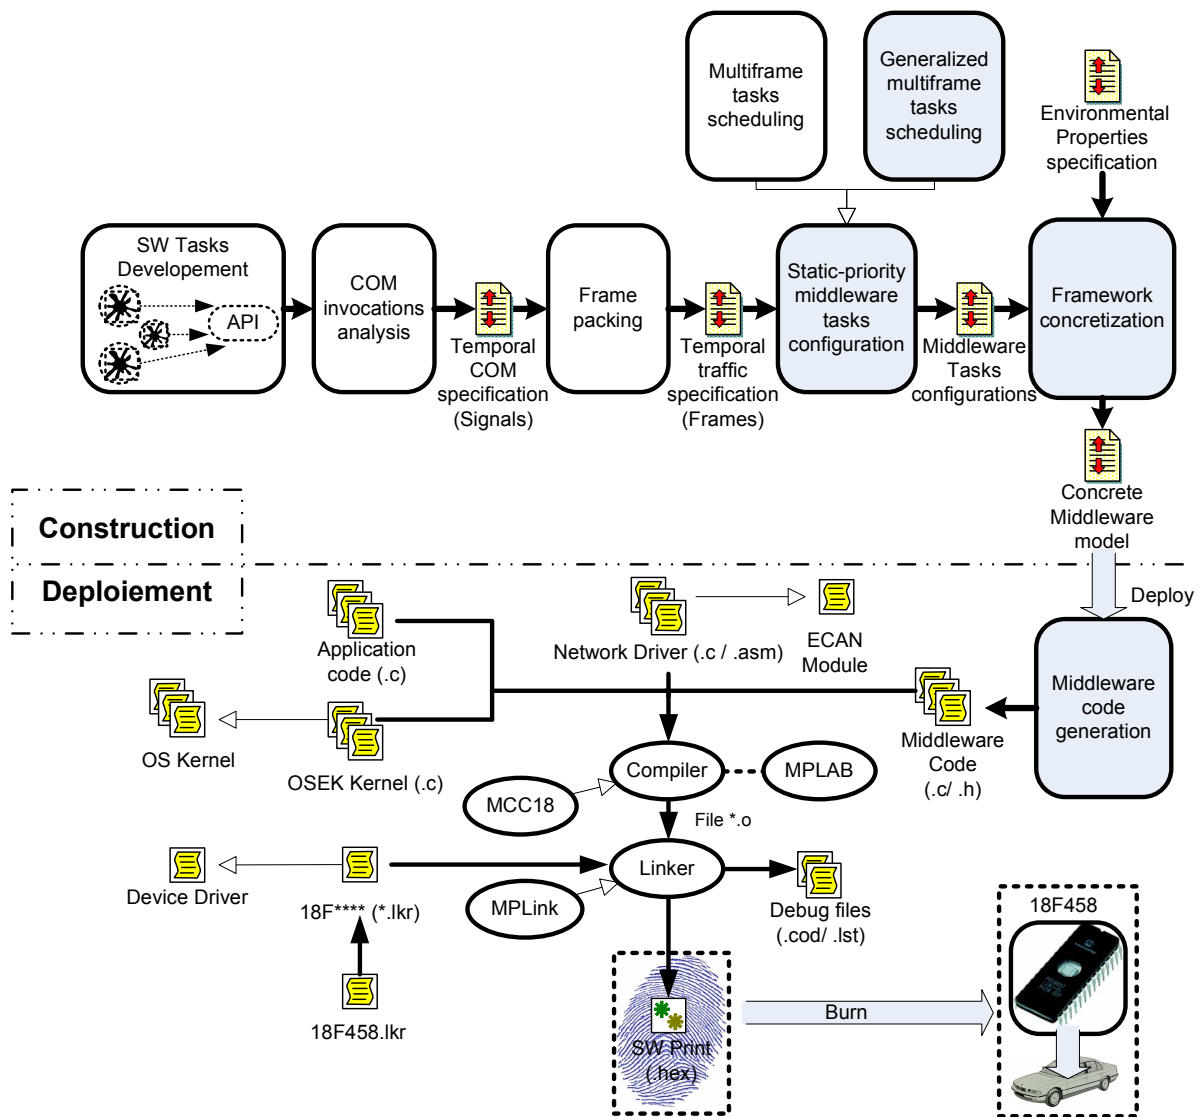 Multiframe
tasks
scheduling
Generalized
multiframe
tasks
scheduling
Environmental
Properties
specification
SW Tasks
Developement
API
COM
invocations
analysis
Temporal
COM
specification
(Signals)
Frame
packing
Temporal
traffic
specification
(Frames)
Static-priority
middleware
tasks
configuration
Middleware
Tasks
configurations
Framework
concretization
Concrete
Middleware
model
Construction
Deploiement
Deploy
Application
code (.c)
Network Driver (.c / .asm)
ECAN
Module
OS Kernel
OSEK Kernel (.c)
Middleware
Code
(.c/ .h)
Middleware
code
generation
Compiler
MPLAB
MCC18
File *.o
Linker
Device Driver
18F**** (*.lkr)
MPLink
Debug files
(.cod/ .lst)
18F458.lkr
SW Print
(.hex)
Burn
18F458